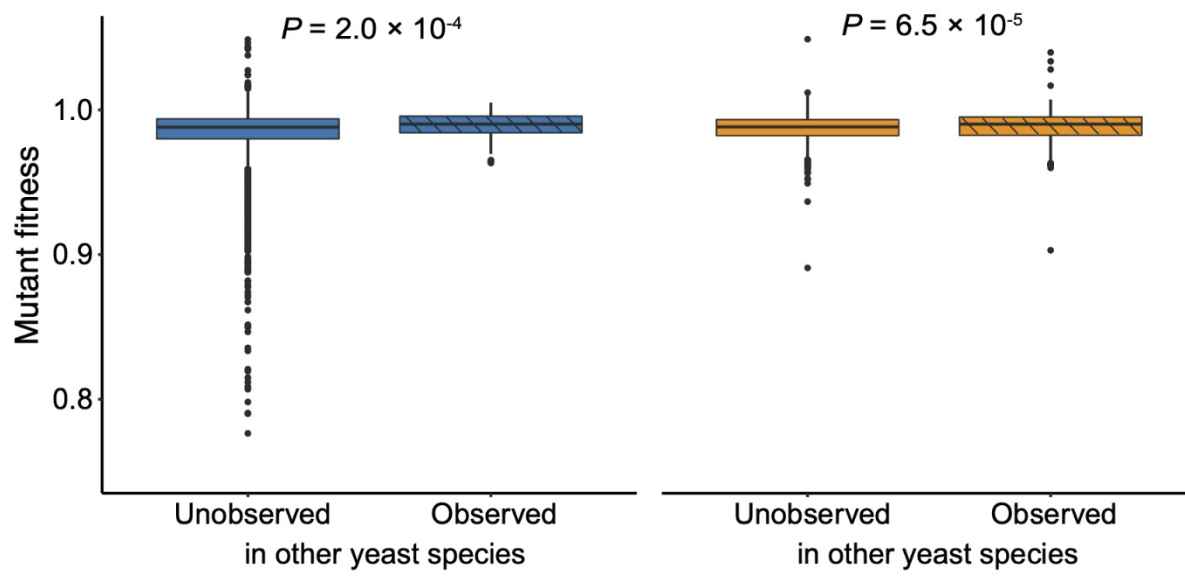 P = 2.0 × 10⁻⁴
P = 6.5 × 10⁻⁵
Mutant fitness
1.0
0.9
0.8
Unobserved Observed
in other yeast species
Unobserved Observed
in other yeast species